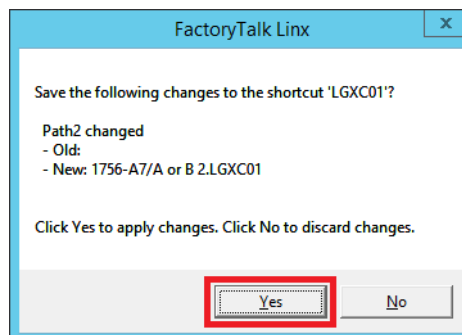 FactoryTalk Linx
x
Save the following changes to the shortcut 'LGXC01'?
Path2 changed
- Old:
- New: 1756-A7/A or B 2.LGXC01
Click Yes to apply changes. Click No to discard changes.
Yes
No